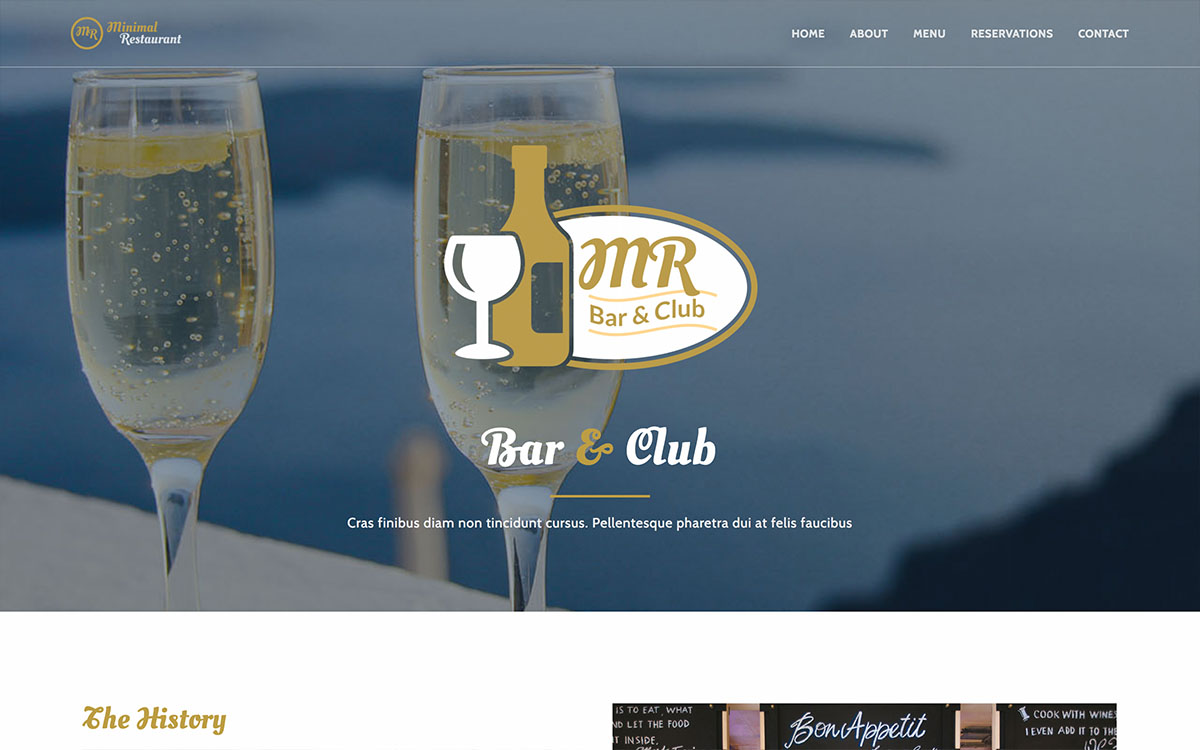 MR Minimal
Restaurant
HOME ABOUT MENU RESERVATIONS CONTACT
MR
Bar & Club
Bar & Club
Cras finibus diam non tincidunt cursus. Pellentesque pharetra dui at felis faucibus
The History
IS TO EAT, WHAT
ND LET THE FOOD
IT INSIDE.
Bon Appetit
I COOK WITH WINE
I EVEN ADD IT TO THE